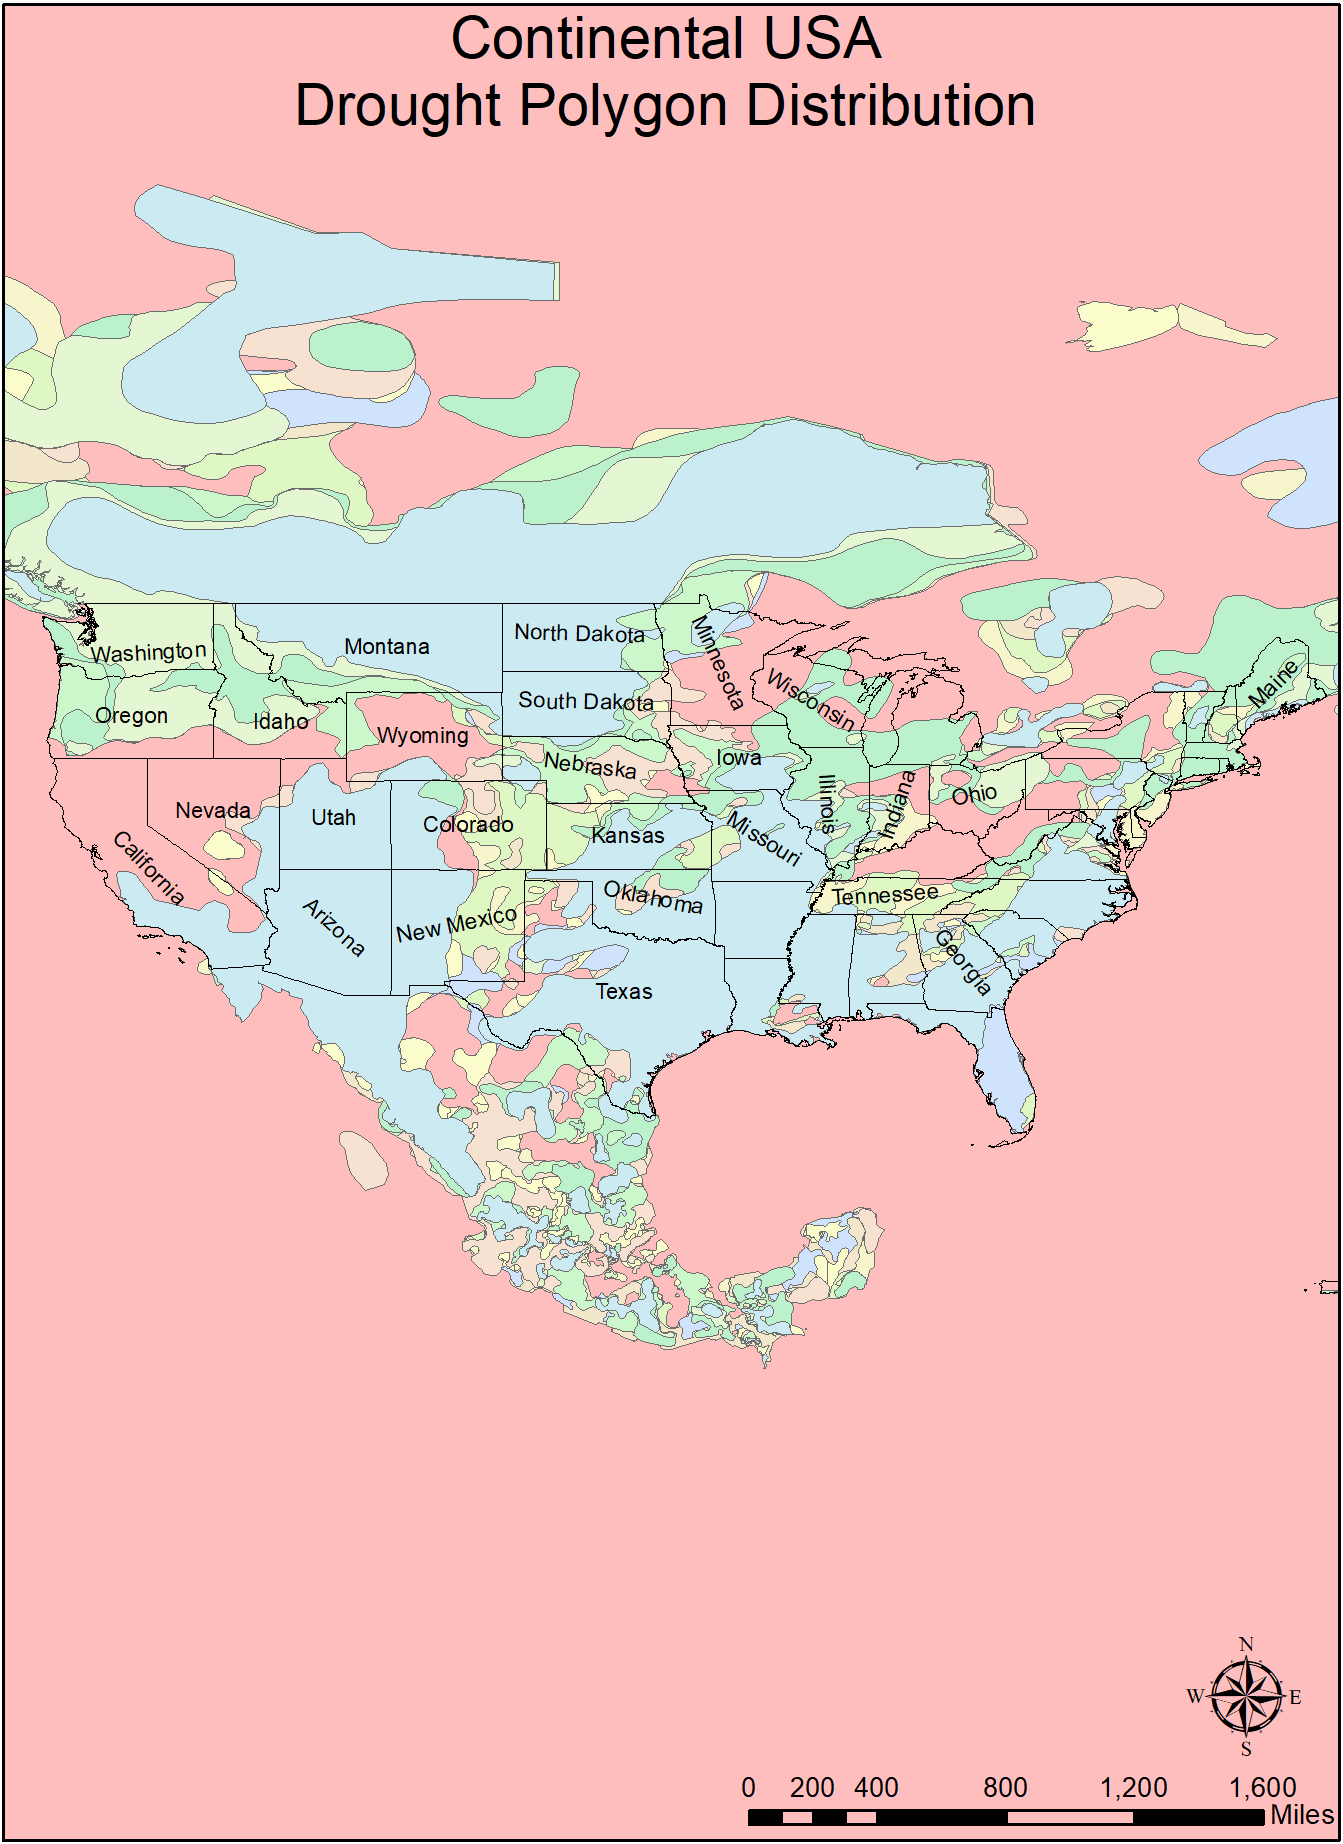 Continental USA
Drought Polygon Distribution
Washington
Montana
North Dakota
Minnesota
South Dakota
Wisconsin
Maine
Oregon
Idaho
Wyoming
Nebraska
Iowa
Illinois
Indiana
Ohio
Nevada
Utah
Colorado
Kansas
Missouri
California
Arizona
New Mexico
Oklahoma
Tennessee
Georgia
Texas
N
W
E
S
0 200 400 800 1,200 1,600
Miles